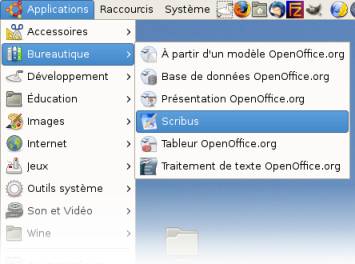 Applications Raccourcis Système
Accessoires
Bureautique
Développement
Éducation
Images
Internet
Jeux
Outils système
Son et Vidéo
Wine
À partir d'un modèle OpenOffice.org
Base de données OpenOffice.org
Présentation OpenOffice.org
Scribus
Tableur OpenOffice.org
Traitement de texte OpenOffice.org